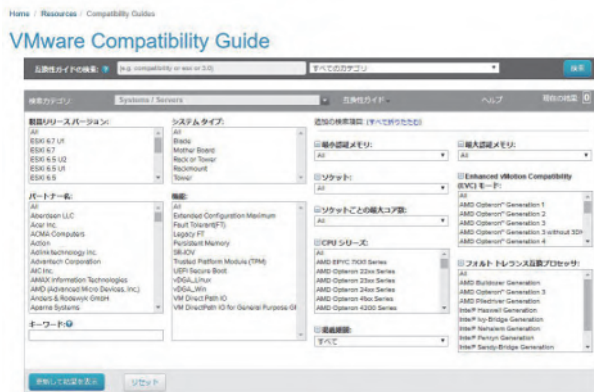 Home / Resources / Compatibility Guides
VMware Compatibility Guide
互換性ガイドの検索:
(e.g. compatibility or esx or 3.0)
すべてのカテゴリ
検索
検索カテゴリ:
Systems / Servers
互換性ガイド
ヘルプ
現在の結果 0
製品リリース バージョン:
All
ESXi 6.7 U1
ESXi 6.7
ESXi 6.5 U2
ESXi 6.5 U1
ESXi 6.5
システム タイプ:
All
Blade
Mother Board
Rack or Tower
Rackmount
Tower
追加の検索項目: (すべて折りたたむ)
最小認証メモリ:
All
最大認証メモリ:
All
ソケット:
All
ソケットごとの最大コア数:
All
Enhanced vMotion Compatibility
(EVC) モード:
All
AMD Opteron™ Generation 1
AMD Opteron™ Generation 2
AMD Opteron™ Generation 3
AMD Opteron™ Generation 3 without 3DN
AMD Opteron™ Generation 4
パートナー名:
All
Aberdeen LLC
Acer Inc.
ACMA Computers
Action
Adlink technology Inc.
Advantech Corporation
AIC Inc.
AMAX Information Technologies
AMD (Advanced Micro Devices, Inc.)
Anders & Rodewyk GmbH
Aparna Systems
機能:
All
Extended Configuration Maximum
Fault Tolerant(FT)
Legacy FT
Persistent Memory
SR-IOV
Trusted Platform Module (TPM)
UEFI Secure Boot
vDGA_Linux
vDGA_Win
VM Direct Path IO
VM DirectPath IO for General Purpose G
CPU シリーズ:
All
AMD EPYC 7X00 Series
AMD Opteron 22xx Series
AMD Opteron 23xx Series
AMD Opteron 24xx Series
AMD Opteron 4100 Series
AMD Opteron 4200 Series
フォルト トレランス互換プロセッサ:
All
AMD Bulldozer Generation
AMD Opteron™ Generation 3
AMD Piledriver Generation
Intel® Haswell Generation
Intel® Ivy-Bridge Generation
Intel® Nehalem Generation
Intel® Penryn Generation
Intel® Sandy-Bridge Generation
キーワード:
掲載範囲:
すべて
更新して結果を表示
リセット